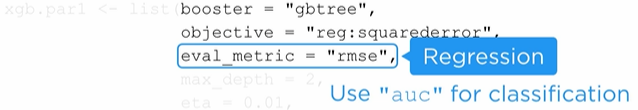 xgb.par1 <- list(booster = "gbtree",
objective = "reg:squarederror",
eval_metric = "rmse", Regression
max_depth = 2,
Use "auc" for classification
eta = 0.01,